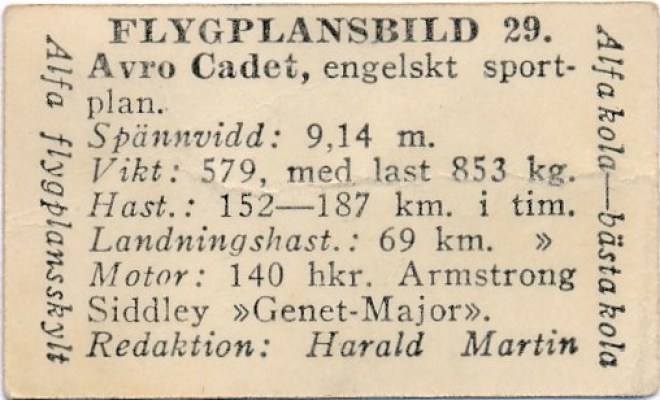 FLYGPLANSBILD 29.
Avro Cadet, engelskt sport-
plan.
Spännvidd: 9,14 m.
Vikt: 579, med last 853 kg.
Hast.: 152—187 km. i tim.
Landningshast.: 69 km. »
Motor: 140 hkr. Armstrong
Siddley »Genet-Major».
Redaktion: Harald Martin
Alfa flygplansskylt
Alfakola—bästa kola